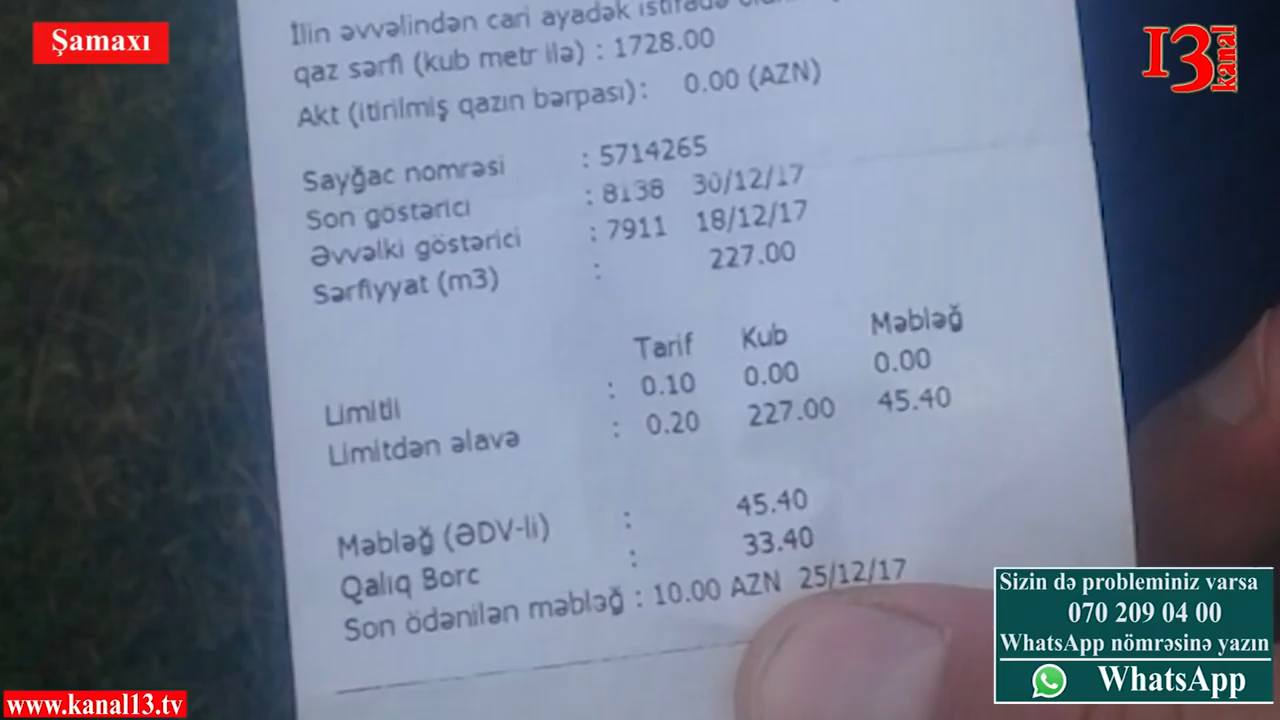 Şamaxı
13 kanal
İlin əvvəlindən cari ayadək istifadə
qaz sərfi (kub metr ilə) : 1728.00
Akt (itirilmiş qazın bərpası): 0.00 (AZN)
Sayğac nomrəsi : 5714265
Son göstərici : 8138 30/12/17
Əvvəlki göstərici : 7911 18/12/17
Sərfiyyat (m3) : 227.00
Tarif Kub Məbləğ
Limitli : 0.10 0.00 0.00
Limitdən əlavə : 0.20 227.00 45.40
Məbləğ (ƏDV-li) : 45.40
Qalıq Borc : 33.40
Son ödənilən məbləğ : 10.00 AZN 25/12/17
Sizin də probleminiz varsa
070 209 04 00
WhatsApp nömrəsinə yazın
WhatsApp
www.kanal13.tv